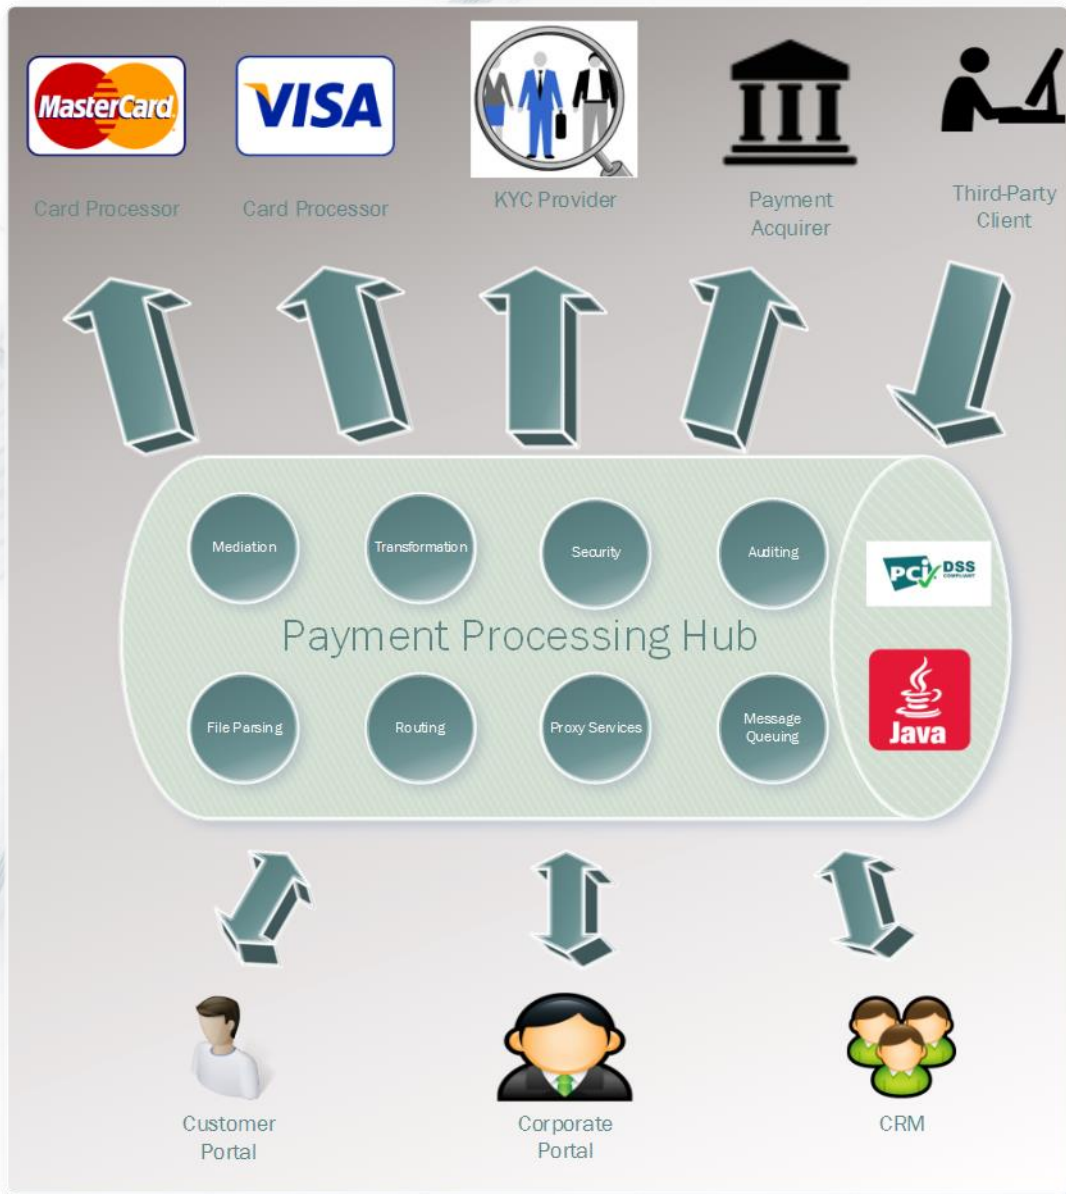 MasterCard
VISA
Card Processor
Card Processor
KYC Provider
Payment
Acquirer
Third-Party
Client
Mediation
Transformation
Security
Auditing
PCI DSS
COMPLIANT
Payment Processing Hub
File Parsing
Routing
Proxy Services
Message
Queuing
Java
Customer
Portal
Corporate
Portal
CRM